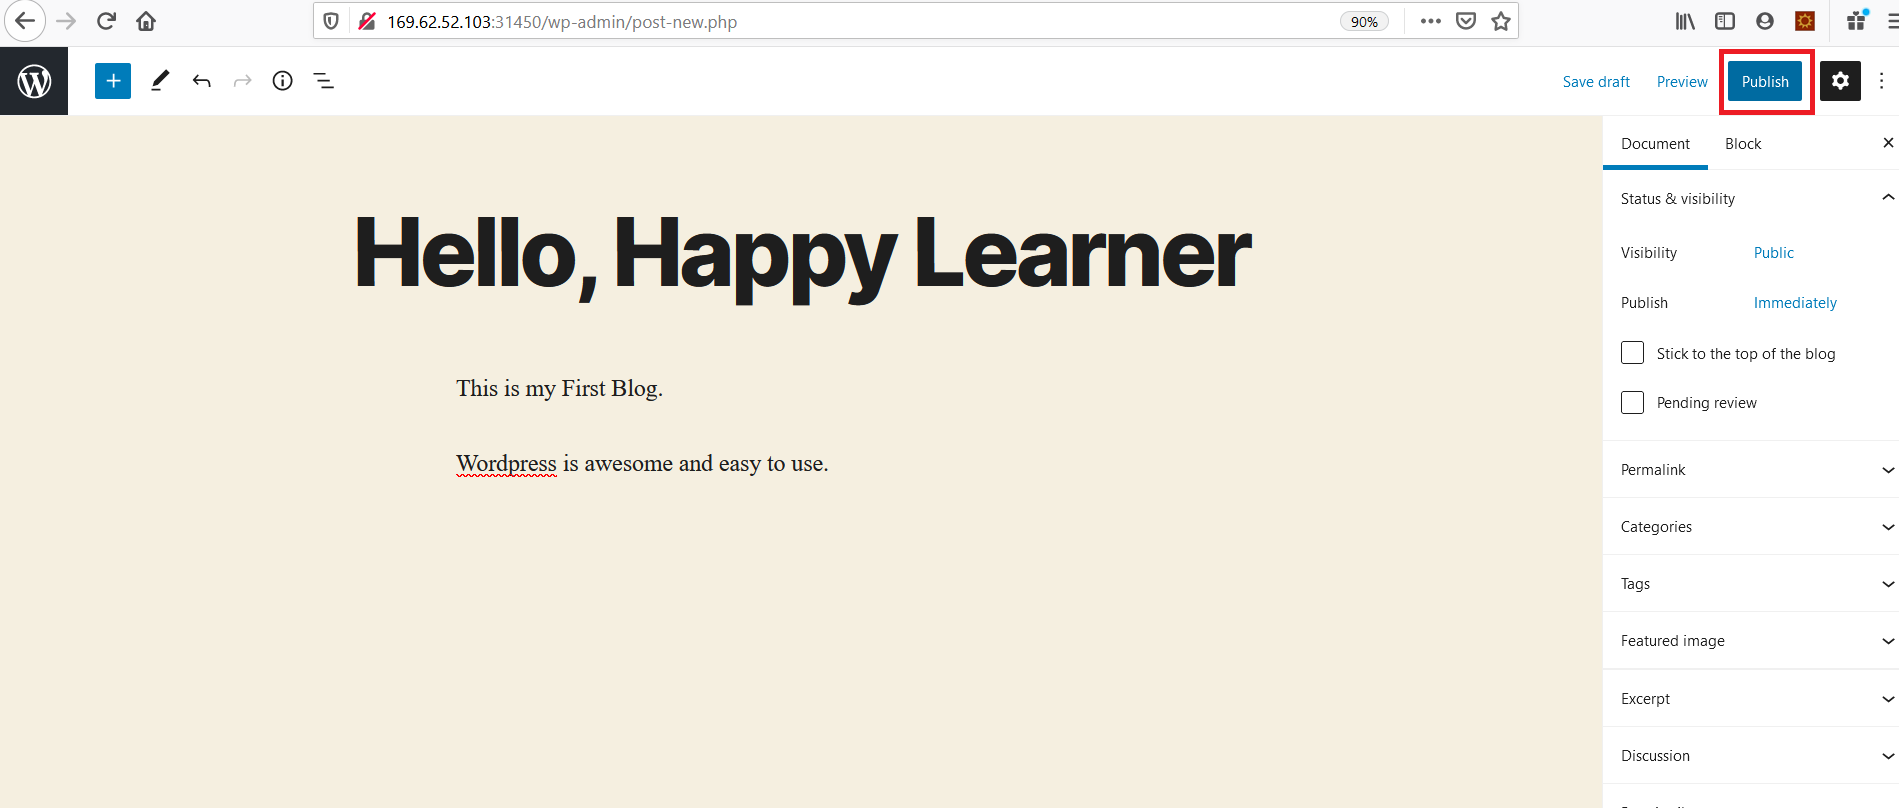 169.62.52.103:31450/wp-admin/post-new.php 90%
Save draft Preview Publish
Document Block
Status & visibility
Hello, Happy Learner
Visibility Public
Publish Immediately
Stick to the top of the blog
This is my First Blog.
Pending review
Wordpress is awesome and easy to use.
Permalink
Categories
Tags
Featured image
Excerpt
Discussion